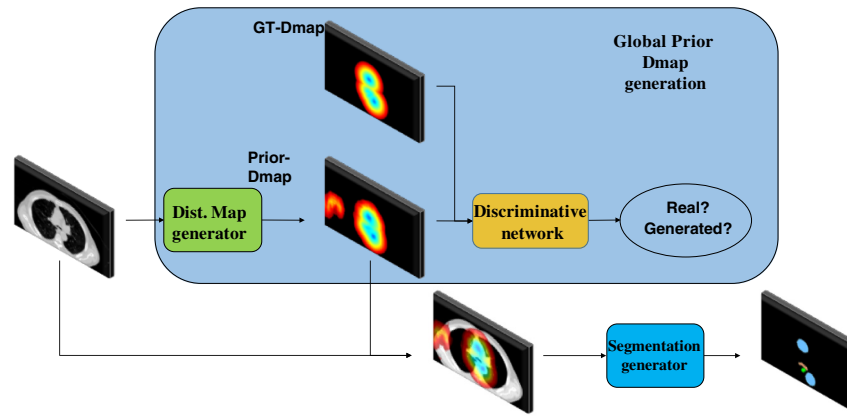 GT-Dmap
Global Prior
Dmap
generation
Prior-
Dmap
Dist. Map
generator
Discriminative
network
Real?
Generated?
Segmentation
generator